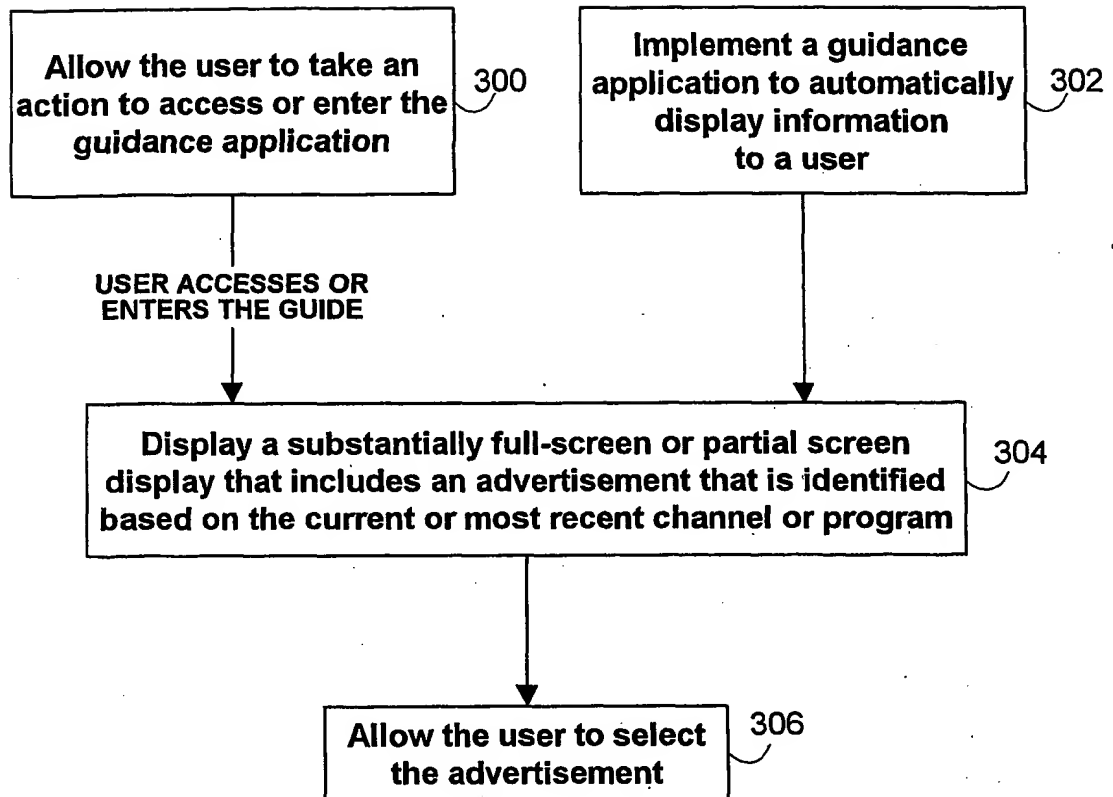 Allow the user to take an
action to access or enter the
guidance application
300
Implement a guidance
application to automatically
display information
to a user
302
USER ACCESSES OR
ENTERS THE GUIDE
Display a substantially full-screen or partial screen
display that includes an advertisement that is identified
based on the current or most recent channel or program
304
Allow the user to select
the advertisement
306